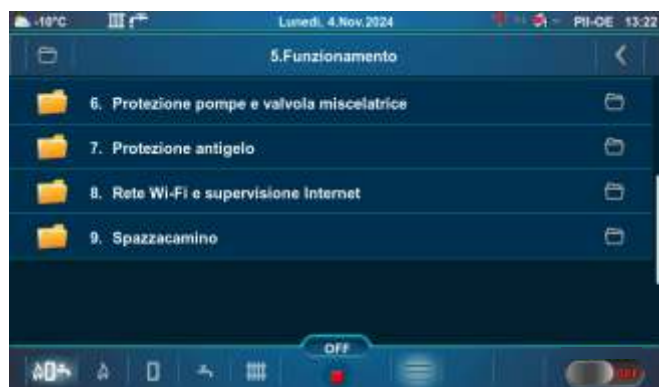 -10°C Lunedì, 4.Nov.2024 PII-OE 13:22
5.Funzionamento
6. Protezione pompe e valvola miscelatrice
7. Protezione antigelo
8. Rete Wi-Fi e supervisione Internet
9. Spazzacamino
OFF
OFF